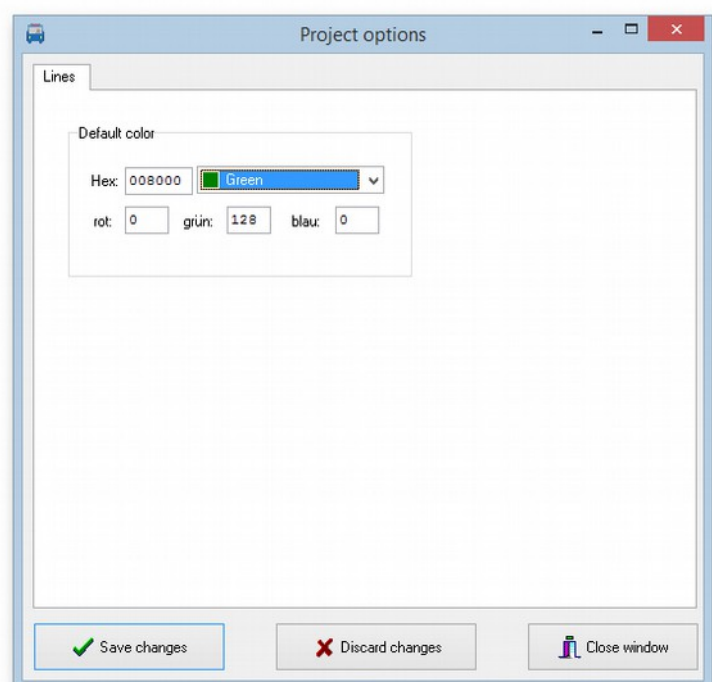 Project options
Lines
Default color
Hex: 008000 Green
rot: 0 grün: 128 blau: 0
Save changes Discard changes Close window